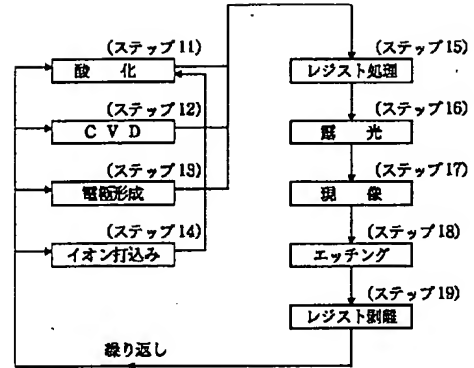 (ステップ11)
酸 化
(ステップ12)
C V D
(ステップ13)
電極形成
(ステップ14)
イオン打込み
(ステップ15)
レジスト処理
(ステップ16)
露 光
(ステップ17)
現 像
(ステップ18)
エッチング
(ステップ19)
レジスト剥離
繰り返し